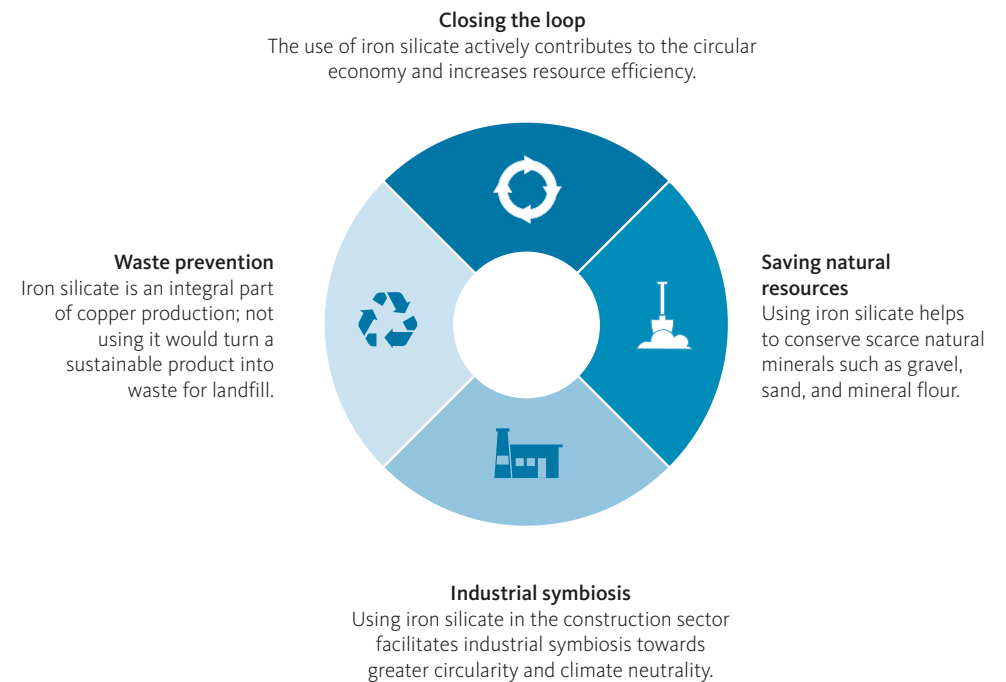 Closing the loop
The use of iron silicate actively contributes to the circular
economy and increases resource efficiency.
Waste prevention
Iron silicate is an integral part
of copper production; not
using it would turn a
sustainable product into
waste for landfill.
Saving natural
resources
Using iron silicate helps
to conserve scarce natural
minerals such as gravel,
sand, and mineral flour.
Industrial symbiosis
Using iron silicate in the construction sector
facilitates industrial symbiosis towards
greater circularity and climate neutrality.